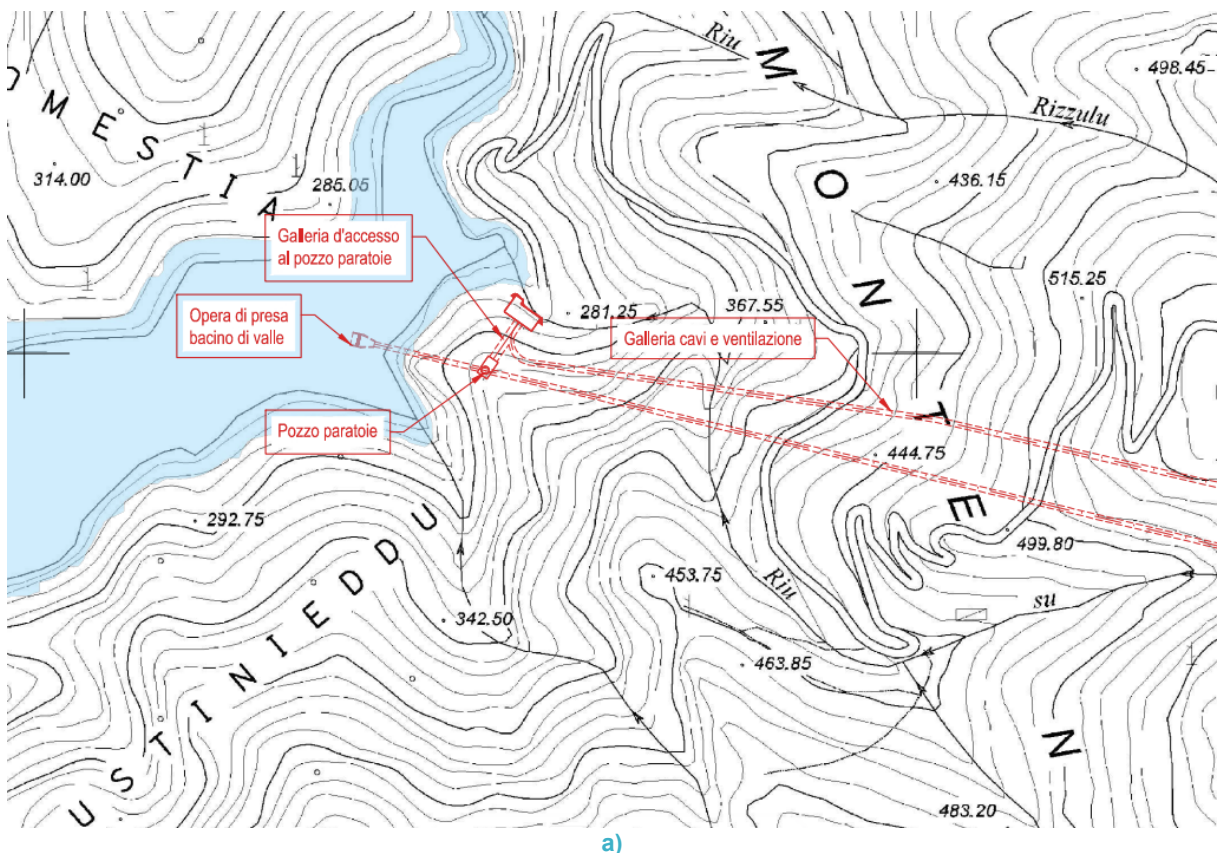 Riu
M
498.45
Rizzulu
OMESTIA
314.00
285.05
436.15
O
Galleria d'accesso
al pozzo paratoie
515.25
N
Opera di presa
bacino di valle
281.25
367.55
Galleria cavi e ventilazione
T
Pozzo paratoie
444.75
E
292.75
499.80
USTINIEDDU
453.75
Riu
su
342.50
463.85
N
483.20
a)